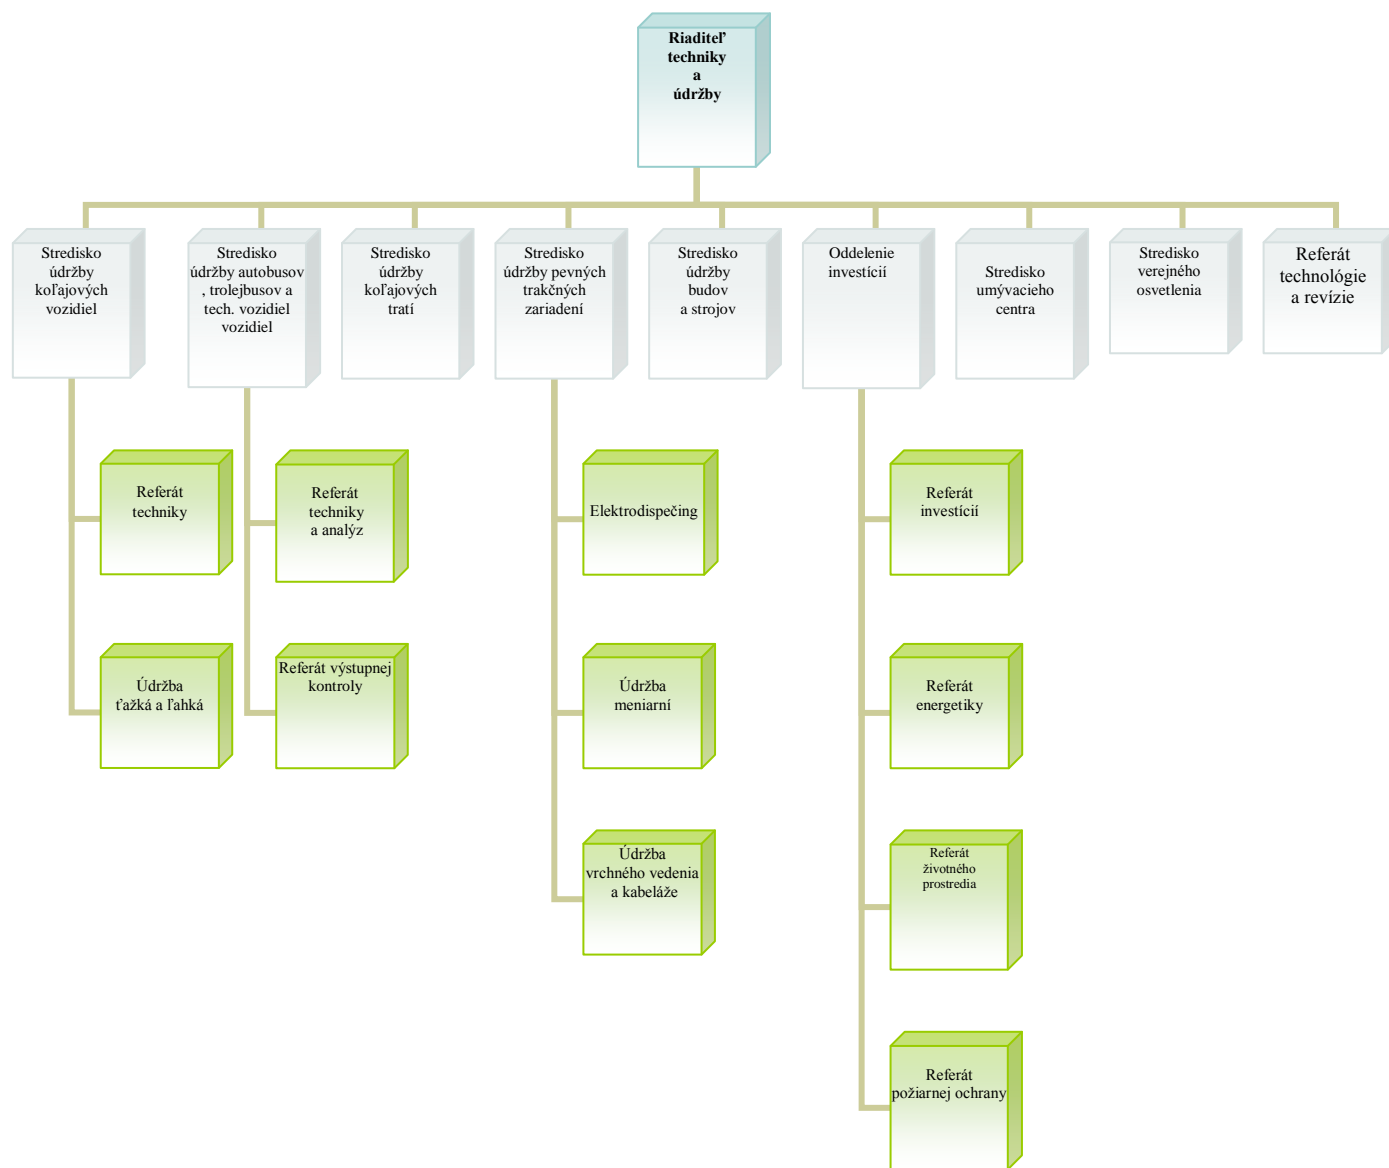 Riaditeľ
techniky
a
údržby
Stredisko
údržby
koľajových
vozidiel
Stredisko
údržby autobusov
, trolejbusov a
tech. vozidiel
vozidiel
Stredisko
údržby
koľajových
tratí
Stredisko
údržby pevných
trakčných
zariadení
Stredisko
údržby
budov
a strojov
Oddelenie
investícií
Stredisko
umývacieho
centra
Stredisko
verejného
osvetlenia
Referát
technológie
a revízie
Referát
techniky
Referát
techniky
a analýz
Elektrodispečing
Referát
investícií
Údržba
ťažká a ľahká
Referát výstupnej
kontroly
Údržba
meniarní
Referát
energetiky
Údržba
vrchného vedenia
a kabeláže
Referát
životného
prostredia
Referát
požiarnej ochrany